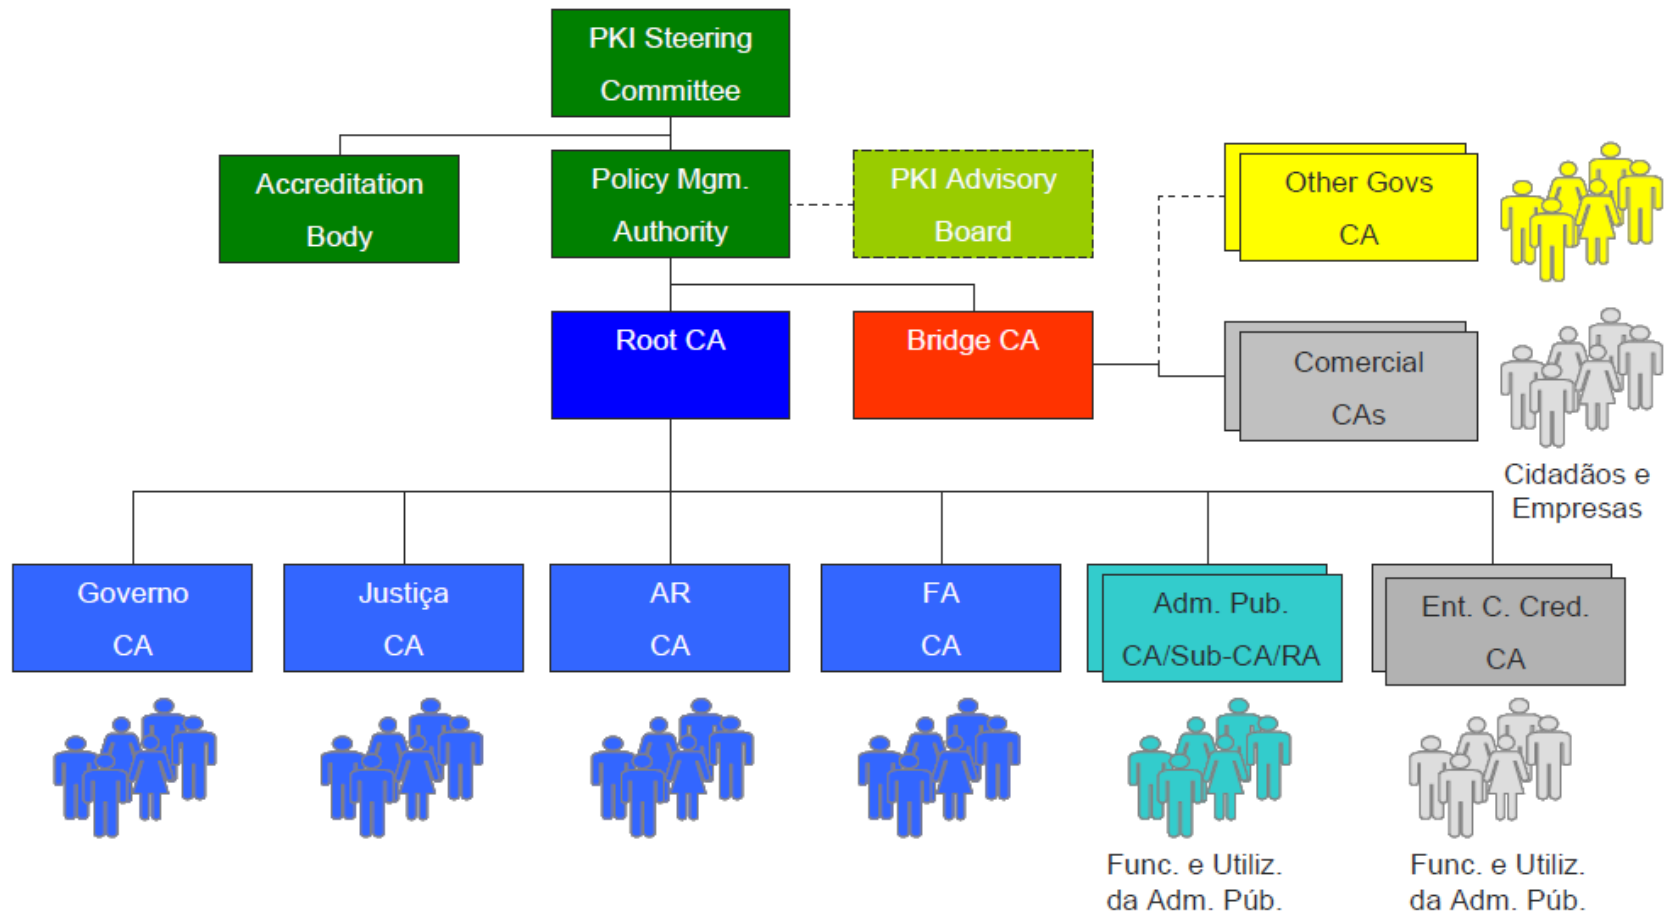 PKI Steering
Committee
Accreditation
Body
Policy Mgm.
Authority
PKI Advisory
Board
Other Govs
CA
Root CA
Bridge CA
Comercial
CAs
Cidadãos e
Empresas
Governo
CA
Justiça
CA
AR
CA
FA
CA
Adm. Pub.
CA/Sub-CA/RA
Ent. C. Cred.
CA
Func. e Utiliz.
da Adm. Púb.
Func. e Utiliz.
da Adm. Púb.